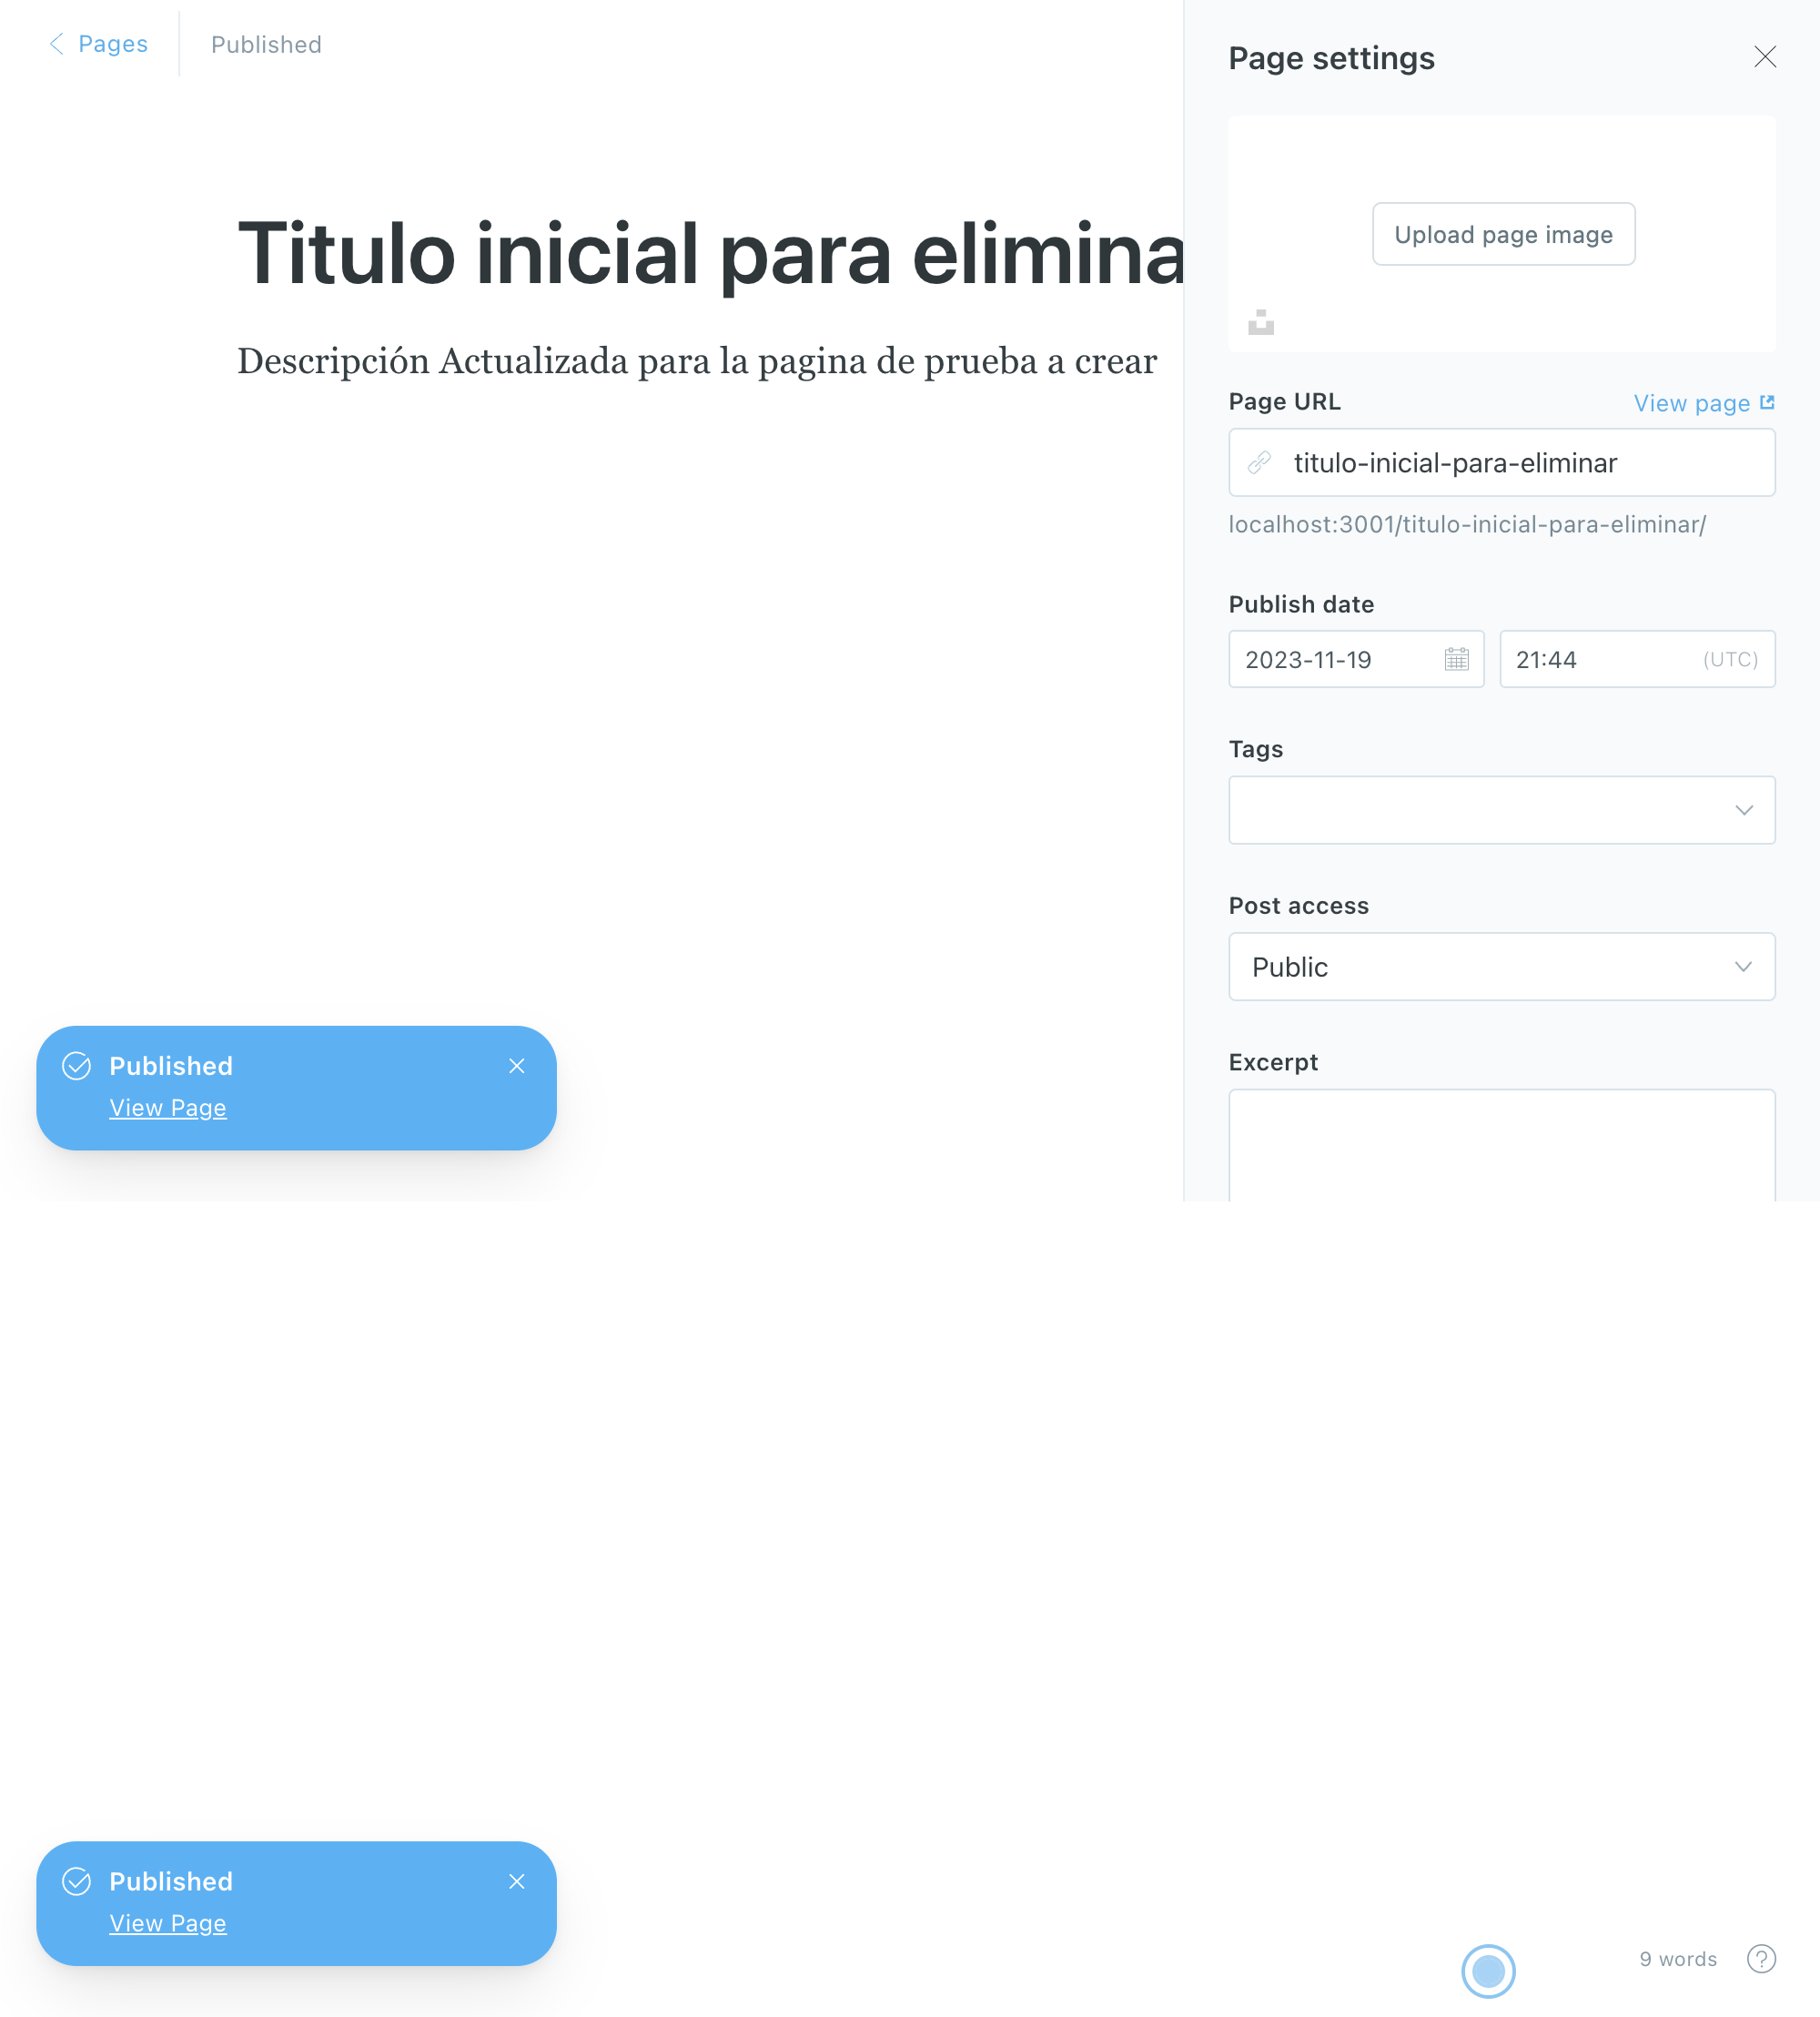 Pages
Published
Titulo inicial para elimina
Descripción Actualizada para la pagina de prueba a crear
Published
View Page
Page settings
Upload page image
Page URL
View page
titulo-inicial-para-eliminar
localhost:3001/titulo-inicial-para-eliminar/
Publish date
2023-11-19
21:44 (UTC)
Tags
Post access
Public
Excerpt
Published
View Page
9 words
?